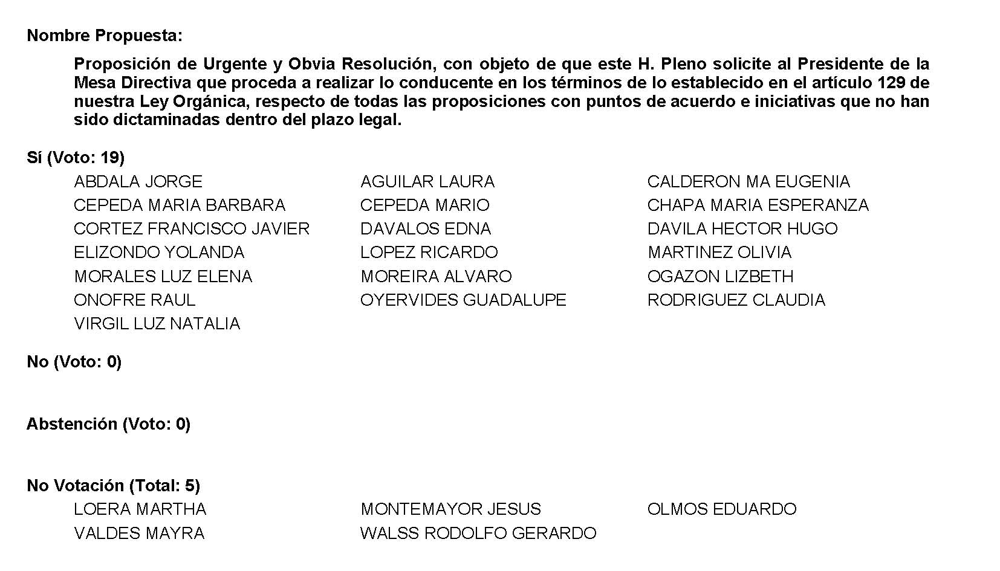 Nombre Propuesta:
Proposición de Urgente y Obvia Resolución, con objeto de que este H. Pleno solicite al Presidente de la
Mesa Directiva que proceda a realizar lo conducente en los términos de lo establecido en el artículo 129 de
nuestra Ley Orgánica, respecto de todas las proposiciones con puntos de acuerdo e iniciativas que no han
sido dictaminadas dentro del plazo legal.
Sí (Voto: 19)
ABDALA JORGE AGUILAR LAURA CALDERON MA EUGENIA
CEPEDA MARIA BARBARA CEPEDA MARIO CHAPA MARIA ESPERANZA
CORTEZ FRANCISCO JAVIER DAVALOS EDNA DAVILA HECTOR HUGO
ELIZONDO YOLANDA LOPEZ RICARDO MARTINEZ OLIVIA
MORALES LUZ ELENA MOREIRA ALVARO OGAZON LIZBETH
ONOFRE RAUL OYERVIDES GUADALUPE RODRIGUEZ CLAUDIA
VIRGIL LUZ NATALIA
No (Voto: 0)
Abstención (Voto: 0)
No Votación (Total: 5)
LOERA MARTHA MONTEMAYOR JESUS OLMOS EDUARDO
VALDES MAYRA WALSS RODOLFO GERARDO